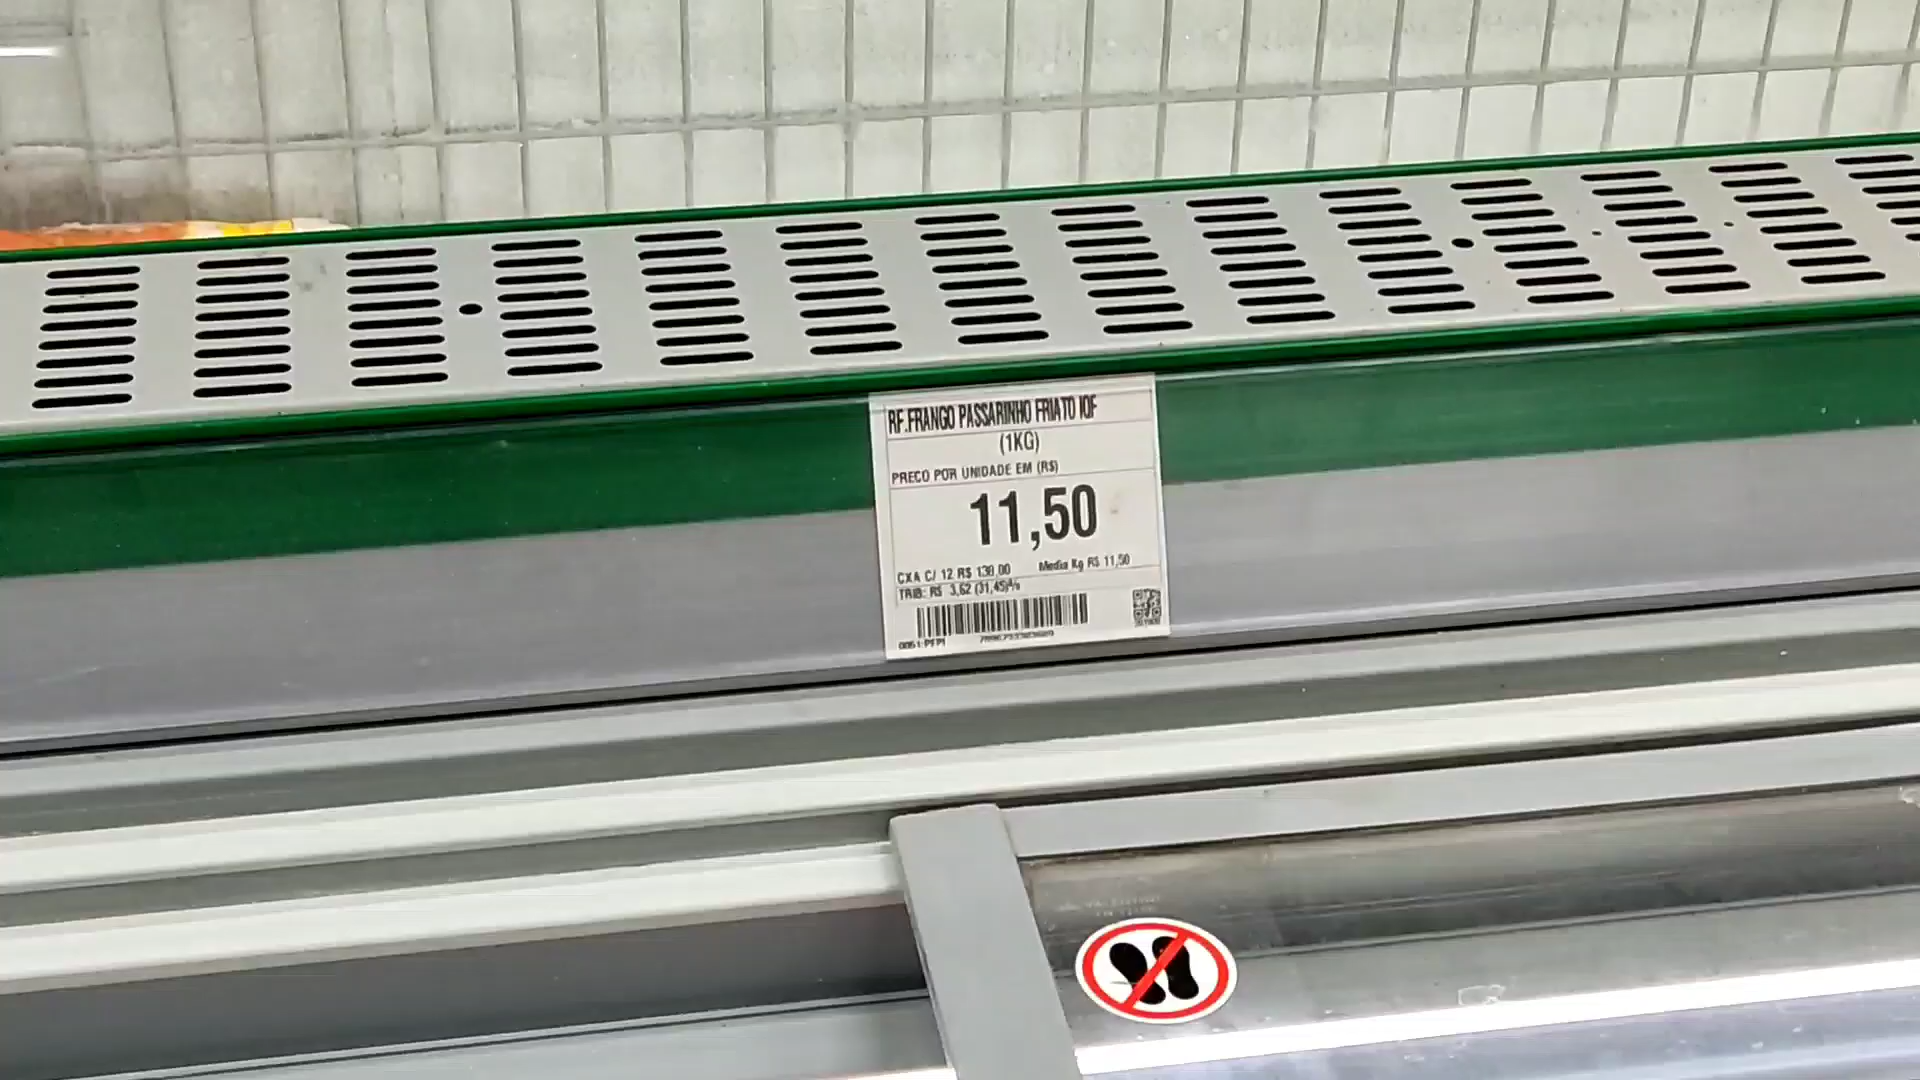 RF.FRANGO PASSARINHO FRIATO IQF
(1KG)
PRECO POR UNIDADE EM (R$)
11,50
CXA C/ 12 R$ 138,00 Media Kg R$ 11,50
TRIB: R$ 3,62 (31,45)%